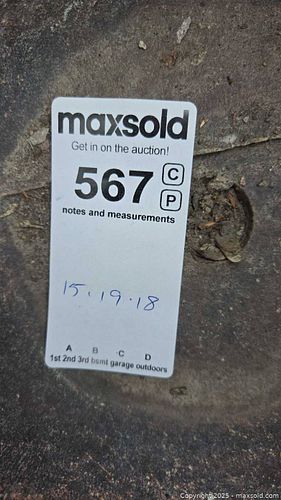 maxsold
Get in on the auction!
567 C
P
notes and measurements
15.19.18
A B C D
1st 2nd 3rd bsmt garage outdoors
Copyright©2025 - maxsold.com